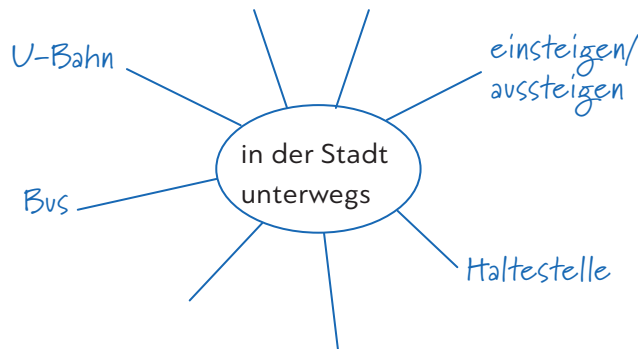 U-Bahn
einsteigen/
aussteigen
in der Stadt
unterwegs
Bus
Haltestelle